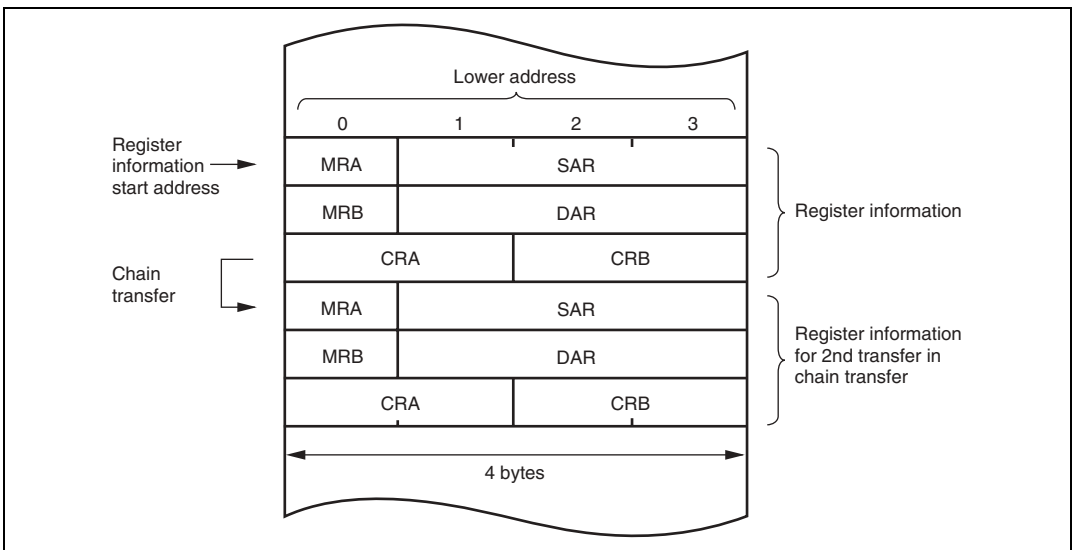 Lower address
0 1 2 3
Register
information
start address
MRA SAR
MRB DAR
Register information
CRA CRB
Chain
transfer
MRA SAR
MRB DAR
Register information
for 2nd transfer in
chain transfer
CRA CRB
4 bytes